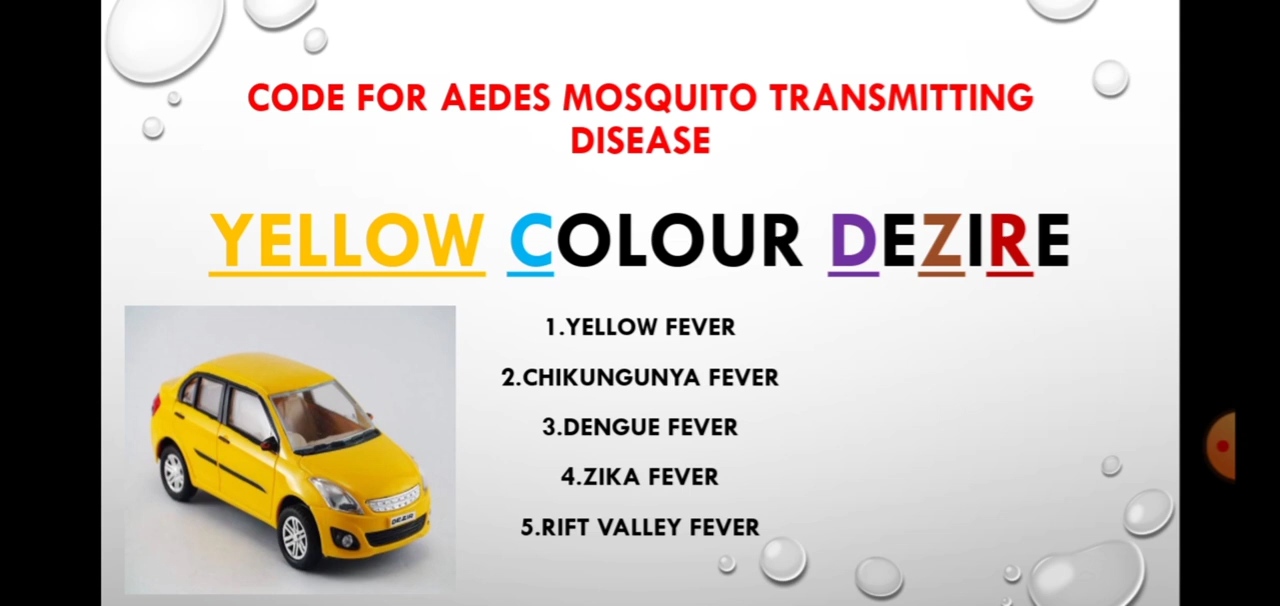 CODE FOR AEDES MOSQUITO TRANSMITTING
DISEASE
YELLOW COLOUR DEZIRE
1.YELLOW FEVER
2.CHIKUNGUNYA FEVER
3.DENGUE FEVER
4.ZIKA FEVER
5.RIFT VALLEY FEVER
DEZIR